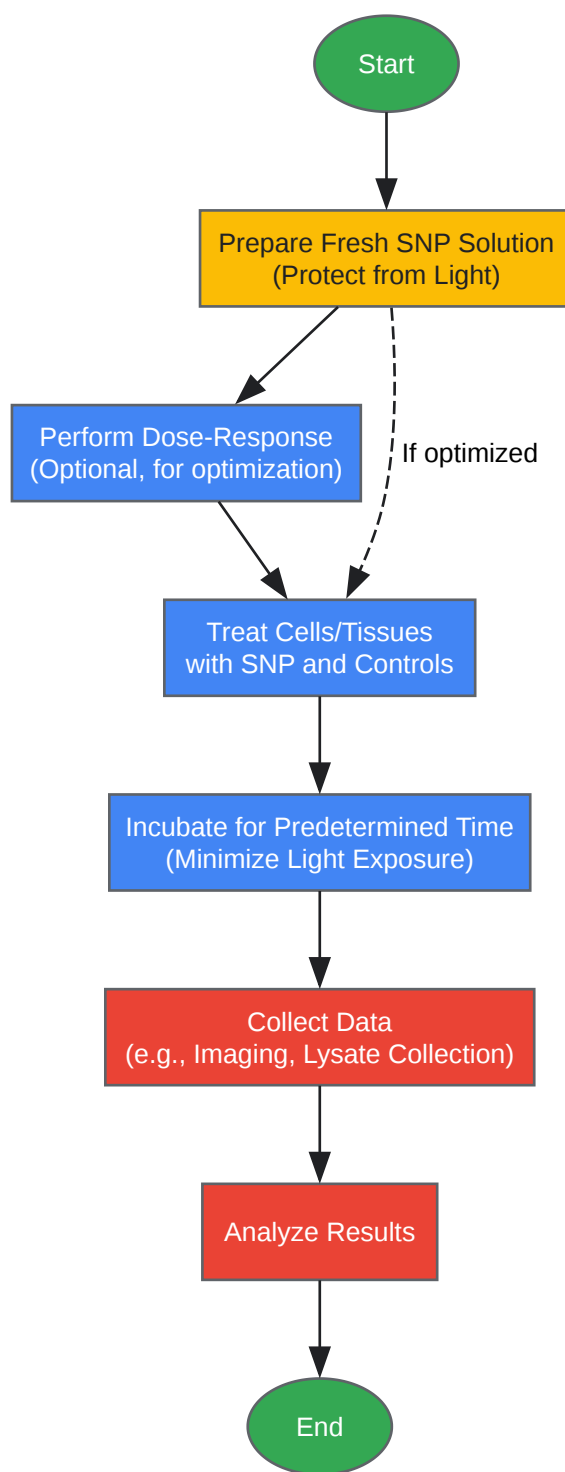 Start
Prepare Fresh SNP Solution
(Protect from Light)
Perform Dose-Response
(Optional, for optimization)
If optimized
Treat Cells/Tissues
with SNP and Controls
Incubate for Predetermined Time
(Minimize Light Exposure)
Collect Data
(e.g., Imaging, Lysate Collection)
Analyze Results
End